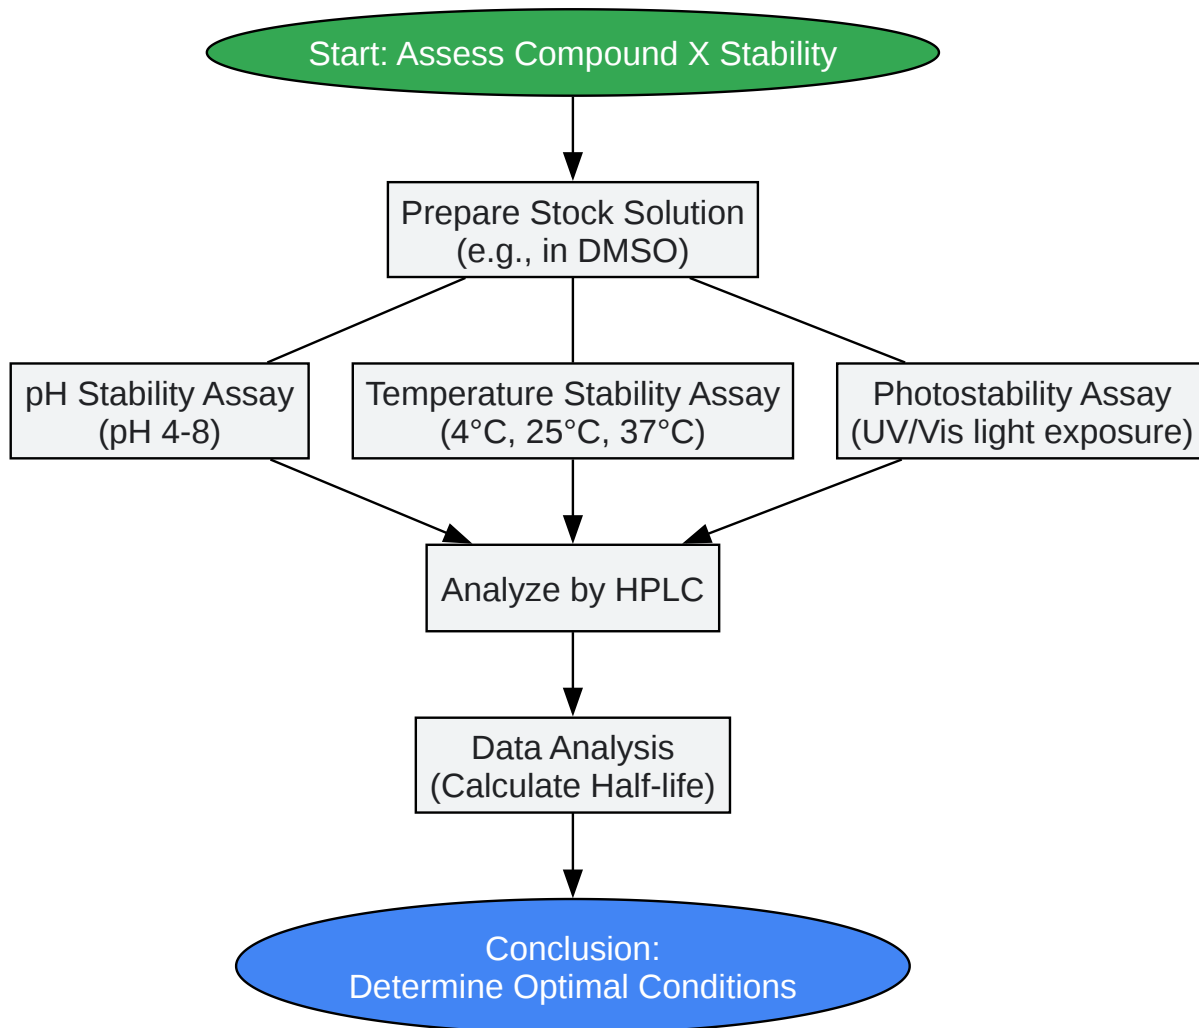 Start: Assess Compound X Stability
Prepare Stock Solution
(e.g., in DMSO)
pH Stability Assay
(pH 4-8)
Temperature Stability Assay
(4°C, 25°C, 37°C)
Photostability Assay
(UV/Vis light exposure)
Analyze by HPLC
Data Analysis
(Calculate Half-life)
Conclusion:
Determine Optimal Conditions